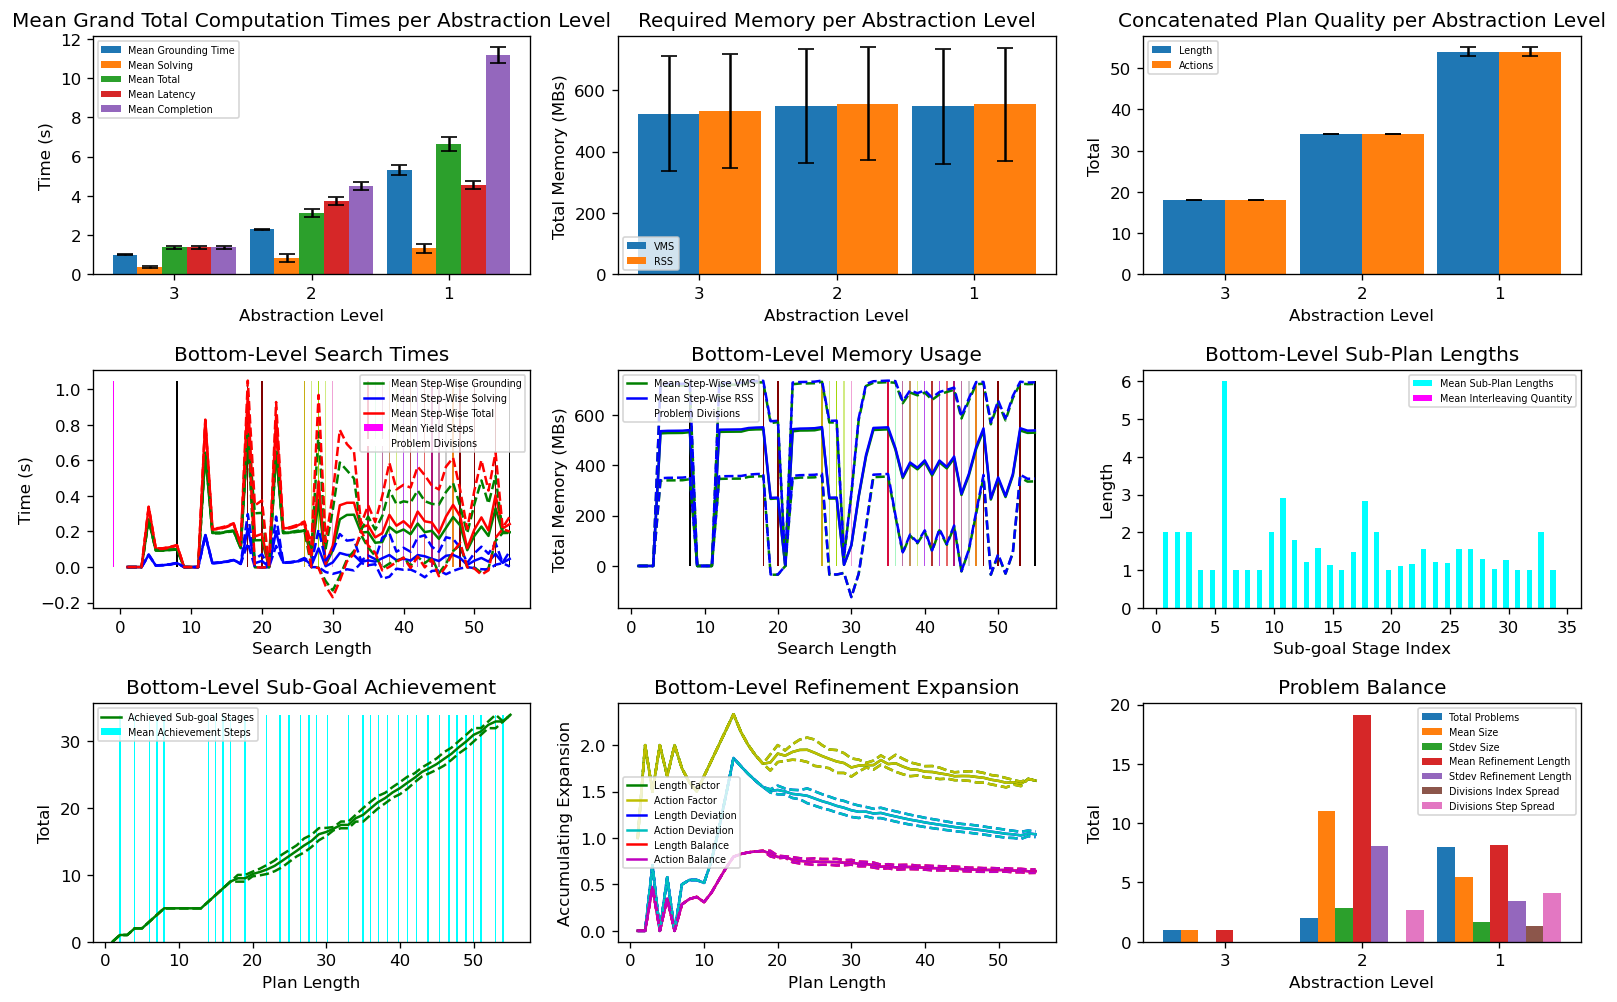 Mean Grand Total Computation Times per Abstraction Level
12
10
8
6
4
2
0
Time (s)
Mean Grounding Time
Mean Solving
Mean Total
Mean Latency
Mean Completion
3 2 1
Abstraction Level
Required Memory per Abstraction Level
600
400
200
0
Total Memory (MBs)
VMS
RSS
3 2 1
Abstraction Level
Concatenated Plan Quality per Abstraction Level
50
40
30
20
10
0
Total
Length
Actions
3 2 1
Abstraction Level
Bottom-Level Search Times
1.0
0.8
0.6
0.4
0.2
0.0
−0.2
Time (s)
Mean Step-Wise Grounding
Mean Step-Wise Solving
Mean Step-Wise Total
Mean Yield Steps
Problem Divisions
0 10 20 30 40 50
Search Length
Bottom-Level Memory Usage
600
400
200
0
Total Memory (MBs)
Mean Step-Wise VMS
Mean Step-Wise RSS
Problem Divisions
0 10 20 30 40 50
Search Length
Bottom-Level Sub-Plan Lengths
6
5
4
3
2
1
0
Length
Mean Sub-Plan Lengths
Mean Interleaving Quantity
0 5 10 15 20 25 30 35
Sub-goal Stage Index
Bottom-Level Sub-Goal Achievement
30
20
10
0
Total
Achieved Sub-goal Stages
Mean Achievement Steps
0 10 20 30 40 50
Plan Length
Bottom-Level Refinement Expansion
2.0
1.5
1.0
0.5
0.0
Accumulating Expansion
Length Factor
Action Factor
Length Deviation
Action Deviation
Length Balance
Action Balance
0 10 20 30 40 50
Plan Length
Problem Balance
20
15
10
5
0
Total
Total Problems
Mean Size
Stdev Size
Mean Refinement Length
Stdev Refinement Length
Divisions Index Spread
Divisions Step Spread
3 2 1
Abstraction Level